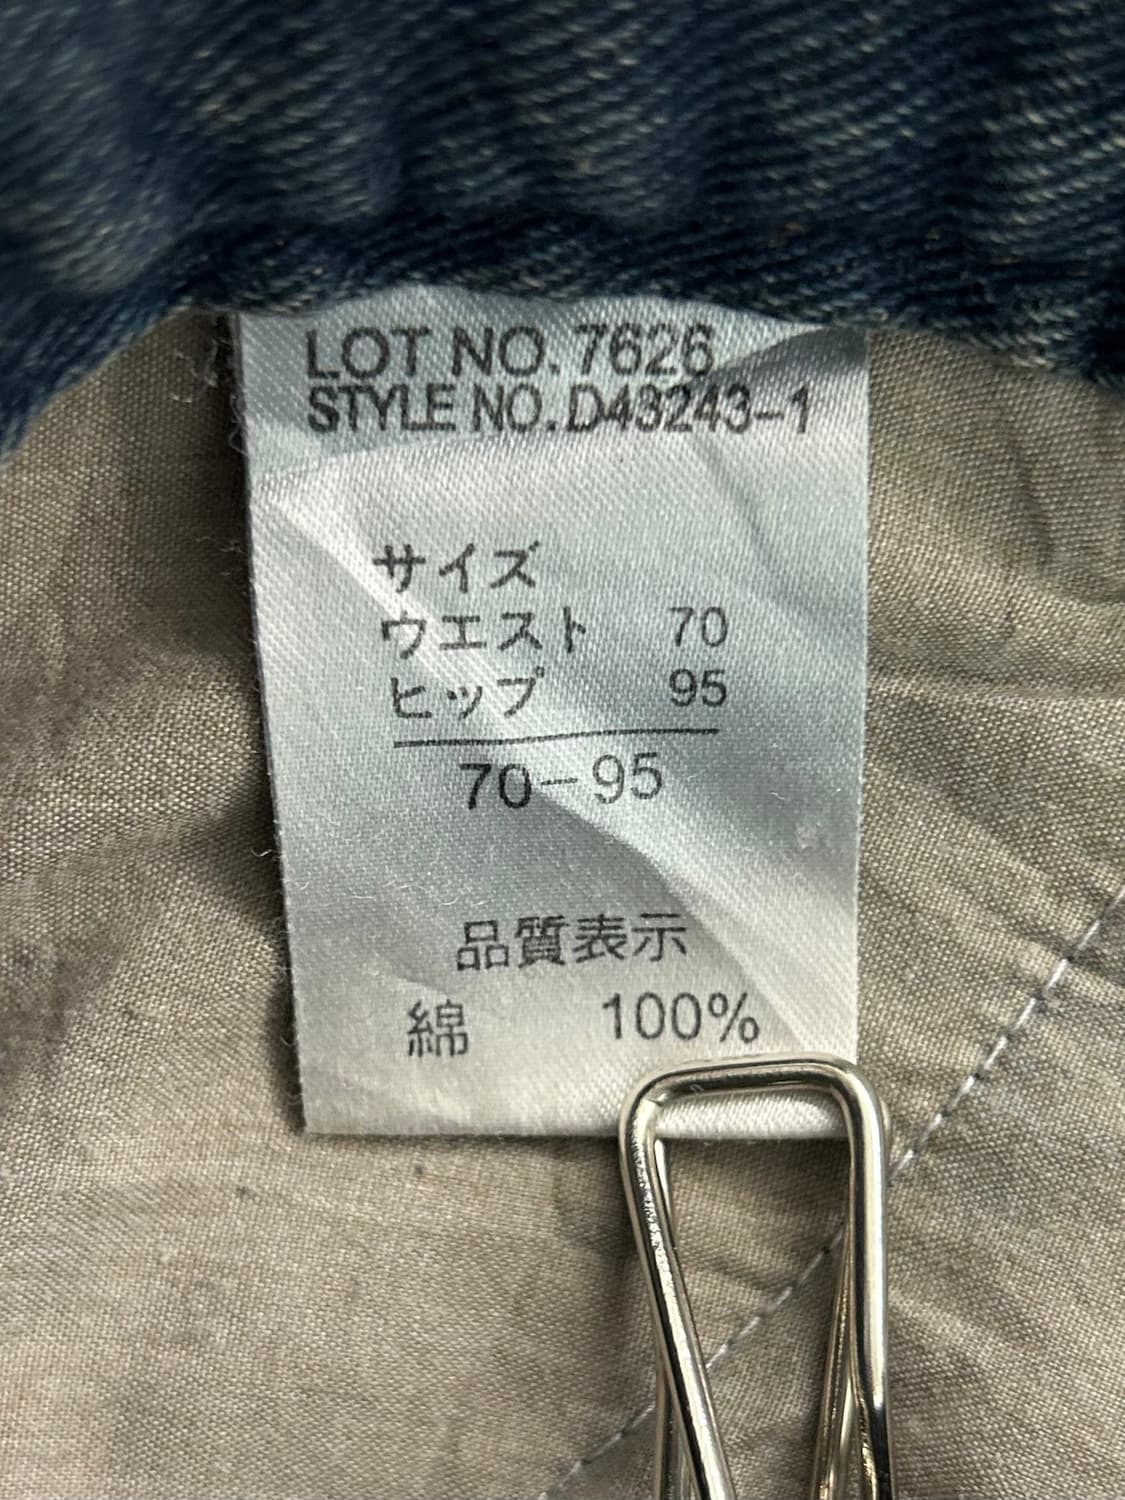 LOT NO. 7626
STYLE NO. D43243-1
サイズ
ウエスト 70
ヒップ 95
70-95
品質表示
綿 100%